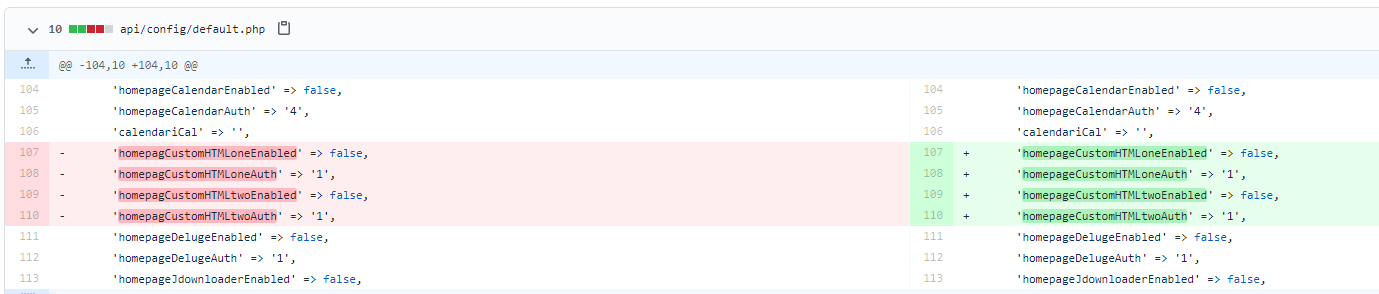 10 api/config/default.php
@@ -104,10 +104,10 @@
104 'homepageCalendarEnabled' => false,
105 'homepageCalendarAuth' => '4',
106 'calendariCal' => '',
107 - 'homepagCustomHTMLoneEnabled' => false,
108 - 'homepagCustomHTMLoneAuth' => '1',
109 - 'homepagCustomHTMLtwoEnabled' => false,
110 - 'homepagCustomHTMLtwoAuth' => '1',
111 'homepageDelugeEnabled' => false,
112 'homepageDelugeAuth' => '1',
113 'homepageJdownloaderEnabled' => false,
104 'homepageCalendarEnabled' => false,
105 'homepageCalendarAuth' => '4',
106 'calendariCal' => '',
107 + 'homepageCustomHTMLoneEnabled' => false,
108 + 'homepageCustomHTMLoneAuth' => '1',
109 + 'homepageCustomHTMLtwoEnabled' => false,
110 + 'homepageCustomHTMLtwoAuth' => '1',
111 'homepageDelugeEnabled' => false,
112 'homepageDelugeAuth' => '1',
113 'homepageJdownloaderEnabled' => false,